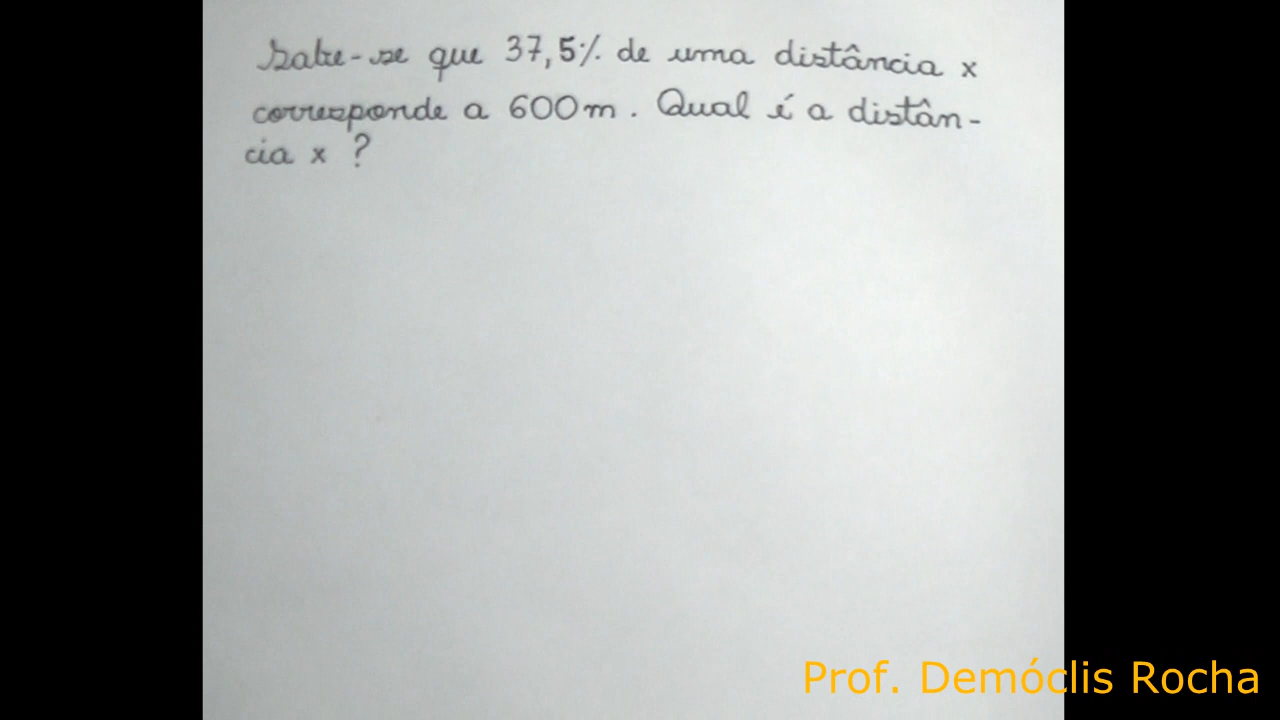 Sabe-se que 37,5% de uma distância x
corresponde a 600m. Qual é a distân-
cia x ?
Prof. Demóclis Rocha